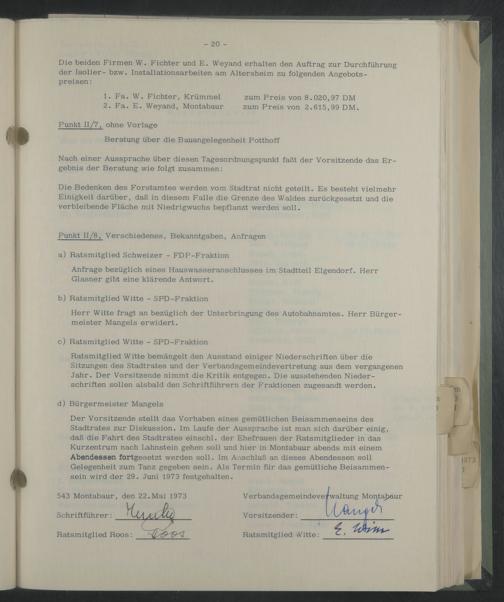 - 20 -
Die beiden Firmen W. Fichter und E. Weyand erhalten den Auftrag zur Durchführung
der Isolier- bzw. Installationsarbeiten am Altersheim zu folgenden Angebots-
preisen:
1. Fa. W. Fichter, Krümmel zum Preis von 8.020,97 DM
2. Fa. E. Weyand, Montabaur zum Preis von 2.615,99 DM.
Punkt II/7, ohne Vorlage
Beratung über die Bauangelegenheit Potthoff
Nach einer Aussprache über diesen Tagesordnungspunkt faßt der Vorsitzende das Er-
gebnis der Beratung wie folgt zusammen:
Die Bedenken des Forstamtes werden vom Stadtrat nicht geteilt. Es besteht vielmehr
Einigkeit darüber, daß in diesem Falle die Grenze des Waldes zurückgesetzt und die
verbleibende Fläche mit Niedrigwuchs bepflanzt werden soll.
Punkt II/8, Verschiedenes, Bekanntgaben, Anfragen
a) Ratsmitglied Schweizer - FDP-Fraktion
Anfrage bezüglich eines Hauswasseranschlusses im Stadtteil Elgendorf. Herr
Glasner gibt eine klärende Antwort.
b) Ratsmitglied Witte - SPD-Fraktion
Herr Witte fragt an bezüglich der Unterbringung des Autobahnamtes. Herr Bürger-
meister Mangels erwidert.
c) Ratsmitglied Witte - SPD-Fraktion
Ratsmitglied Witte bemängelt den Ausstand einiger Niederschriften über die
Sitzungen des Stadtrates und der Verbandsgemeindevertretung aus dem vergangenen
Jahr. Der Vorsitzende nimmt die Kritik entgegen. Die ausstehenden Nieder-
schriften sollen alsbald den Schriftführern der Fraktionen zugesandt werden.
d) Bürgermeister Mangels
Der Vorsitzende stellt das Vorhaben eines gemütlichen Beisammenseins des
Stadtrates zur Diskussion. Im Laufe der Aussprache ist man sich darüber einig,
daß die Fahrt des Stadtrates einschl. der Ehefrauen der Ratsmitglieder in das
Kurzentrum nach Lahnstein gehen soll und hier in Montabaur abends mit einem
Abendessen fortgesetzt werden soll. Im Anschluß an dieses Abendessen soll
Gelegenheit zum Tanz gegeben sein. Als Termin für das gemütliche Beisammen-
sein wird der 29. Juni 1973 festgehalten.
543 Montabaur, den 22. Mai 1973 Verbandsgemeindeverwaltung Montabaur
Schriftführer: Vorsitzender:
Ratsmitglied Roos: Roos Ratsmitglied Witte: